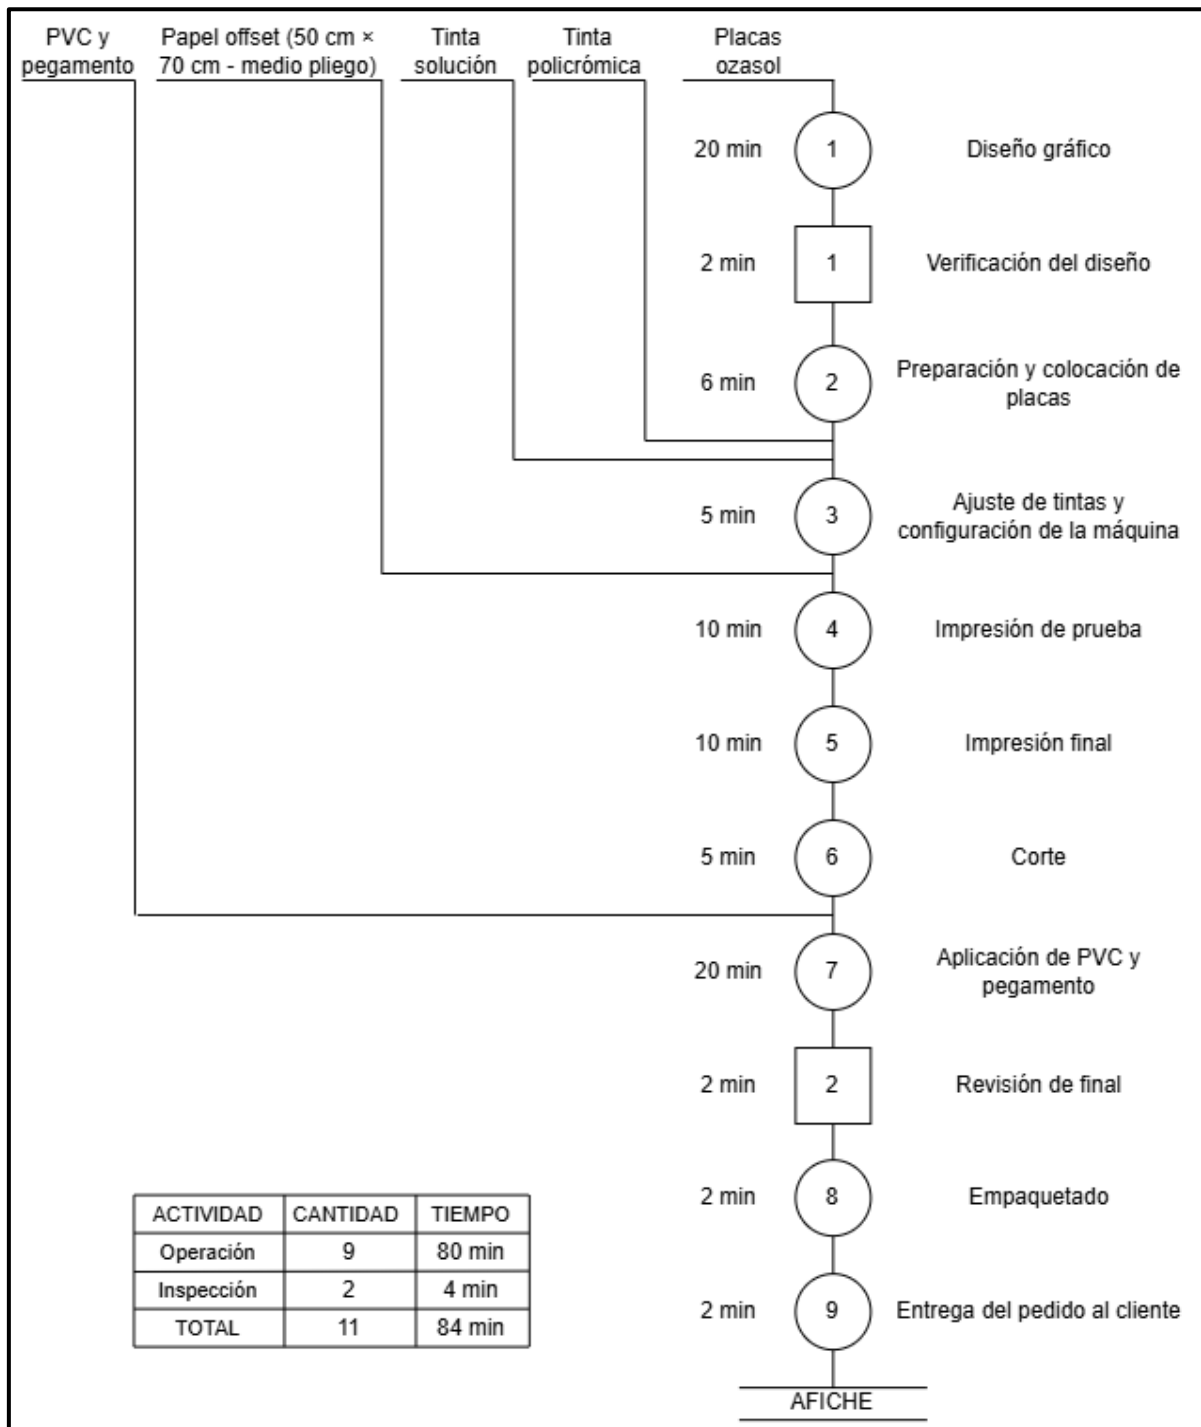 PVC y
pegamento
Papel offset (50 cm ×
70 cm - medio pliego)
Tinta
solución
Tinta
policrómica
Placas
ozasol
20 min
1
Diseño gráfico
2 min
1
Verificación del diseño
6 min
2
Preparación y colocación de
placas
5 min
3
Ajuste de tintas y
configuración de la máquina
10 min
4
Impresión de prueba
10 min
5
Impresión final
5 min
6
Corte
20 min
7
Aplicación de PVC y
pegamento
2 min
2
Revisión de final
2 min
8
Empaquetado
2 min
9
Entrega del pedido al cliente
ACTIVIDAD CANTIDAD TIEMPO
Operación 9 80 min
Inspección 2 4 min
TOTAL 11 84 min
AFICHE